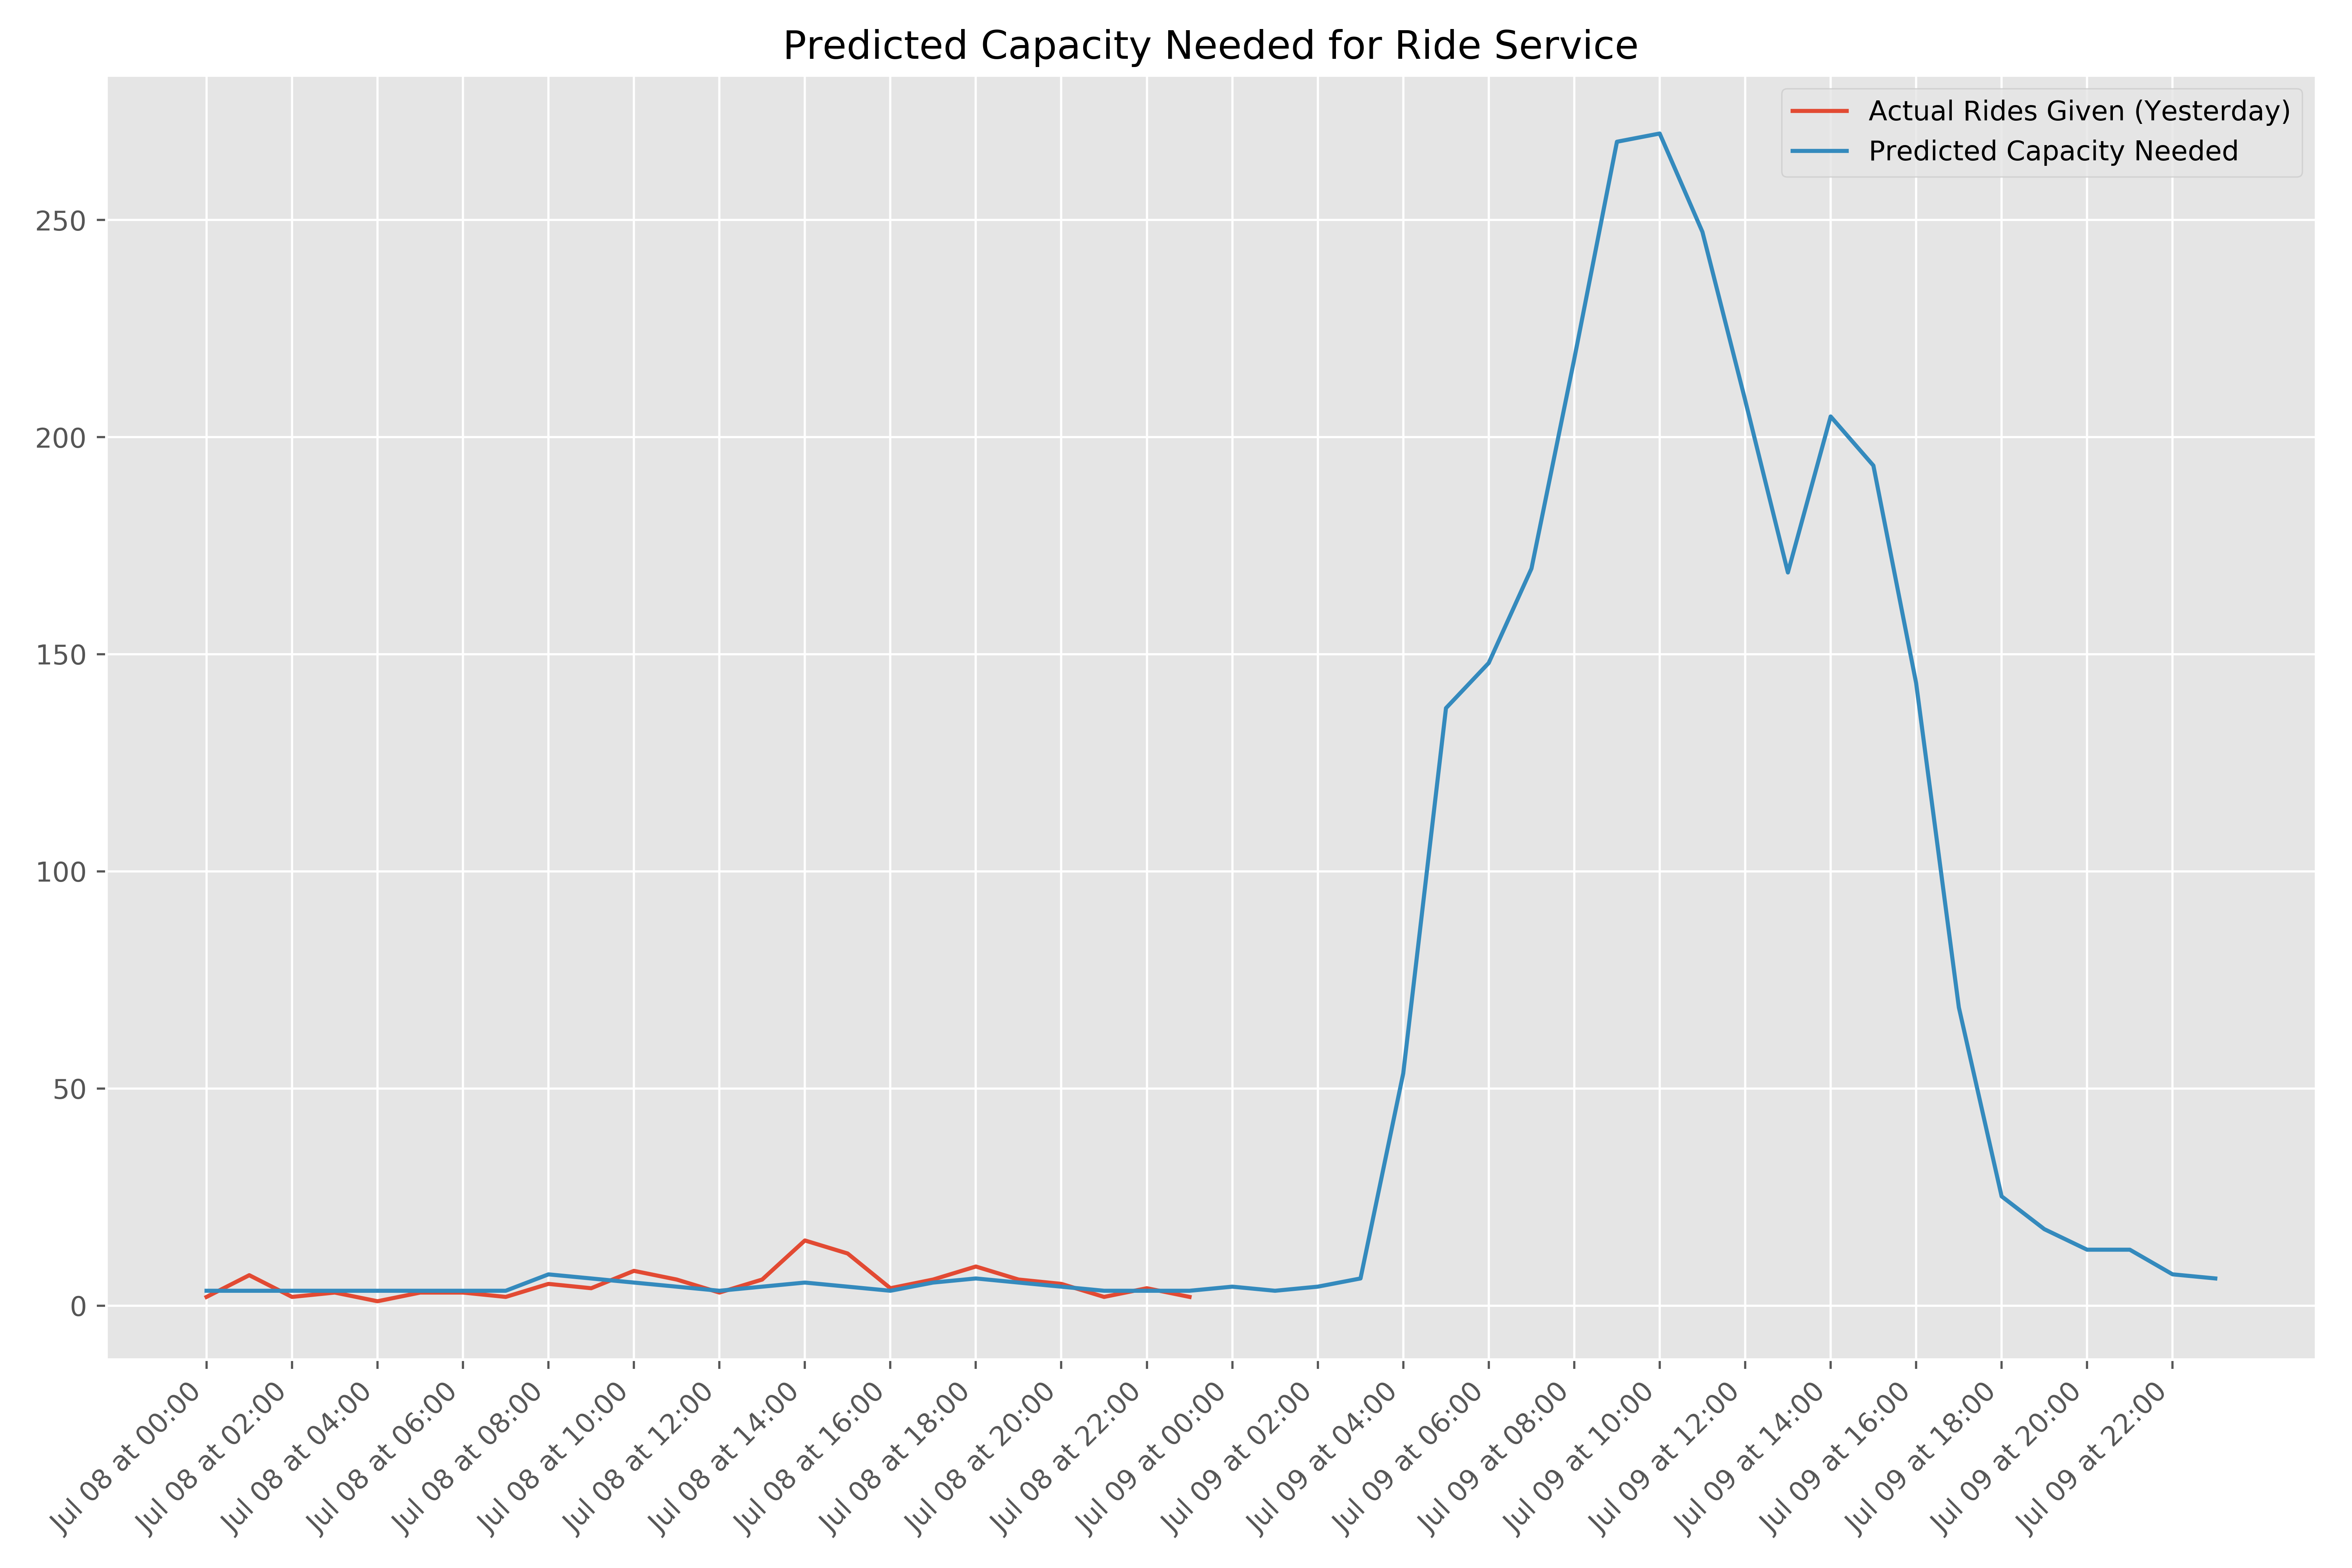 Predicted Capacity Needed for Ride Service
Actual Rides Given (Yesterday)
Predicted Capacity Needed
250
200
150
100
50
0
Jul 08 at 00:00
Jul 08 at 02:00
Jul 08 at 04:00
Jul 08 at 06:00
Jul 08 at 08:00
Jul 08 at 10:00
Jul 08 at 12:00
Jul 08 at 14:00
Jul 08 at 16:00
Jul 08 at 18:00
Jul 08 at 20:00
Jul 08 at 22:00
Jul 09 at 00:00
Jul 09 at 02:00
Jul 09 at 04:00
Jul 09 at 06:00
Jul 09 at 08:00
Jul 09 at 10:00
Jul 09 at 12:00
Jul 09 at 14:00
Jul 09 at 16:00
Jul 09 at 18:00
Jul 09 at 20:00
Jul 09 at 22:00